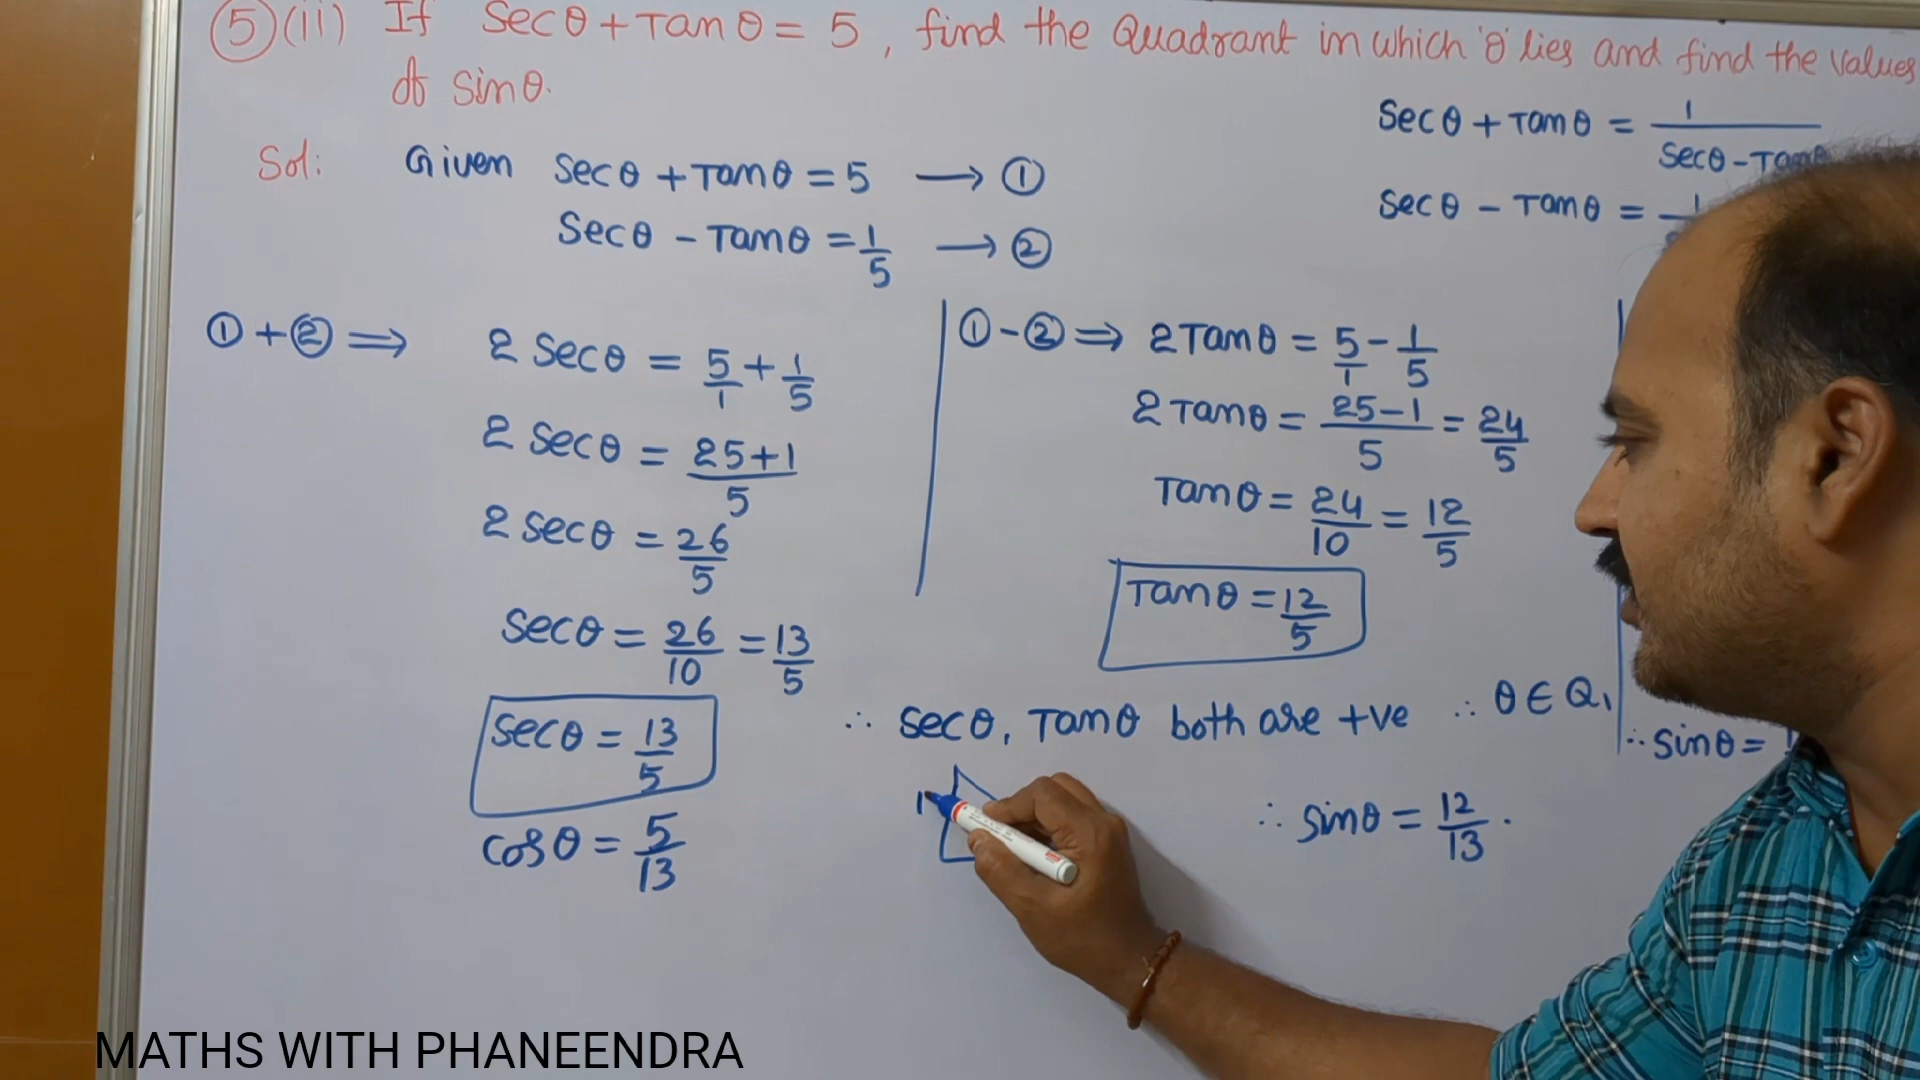 ⑤(ii) If Secθ+Tanθ = 5, find the Quadrant in which 'θ' lies and find the values
of sinθ.
Secθ + Tanθ = 1/
Secθ - Tanθ =
Sol: Given Secθ + Tanθ = 5 → ①
Secθ - Tanθ = 1/5 → ②
① + ② ⟹ 2 Secθ = 5/1 + 1/5
2 Secθ = 25+1/5
2 Secθ = 26/5
Secθ = 26/10 = 13/5
Secθ = 13/5
Cosθ = 5/13
① - ② ⟹ 2Tanθ = 5/1 - 1/5
2Tanθ = 25-1/5 = 24/5
Tanθ = 24/10 = 12/5
Tanθ = 12/5
∴ Secθ, Tanθ both are +ve ∴ θ ∈ Q₁
∴ sinθ = 12/13.
∴ sinθ =
MATHS WITH PHANEENDRA